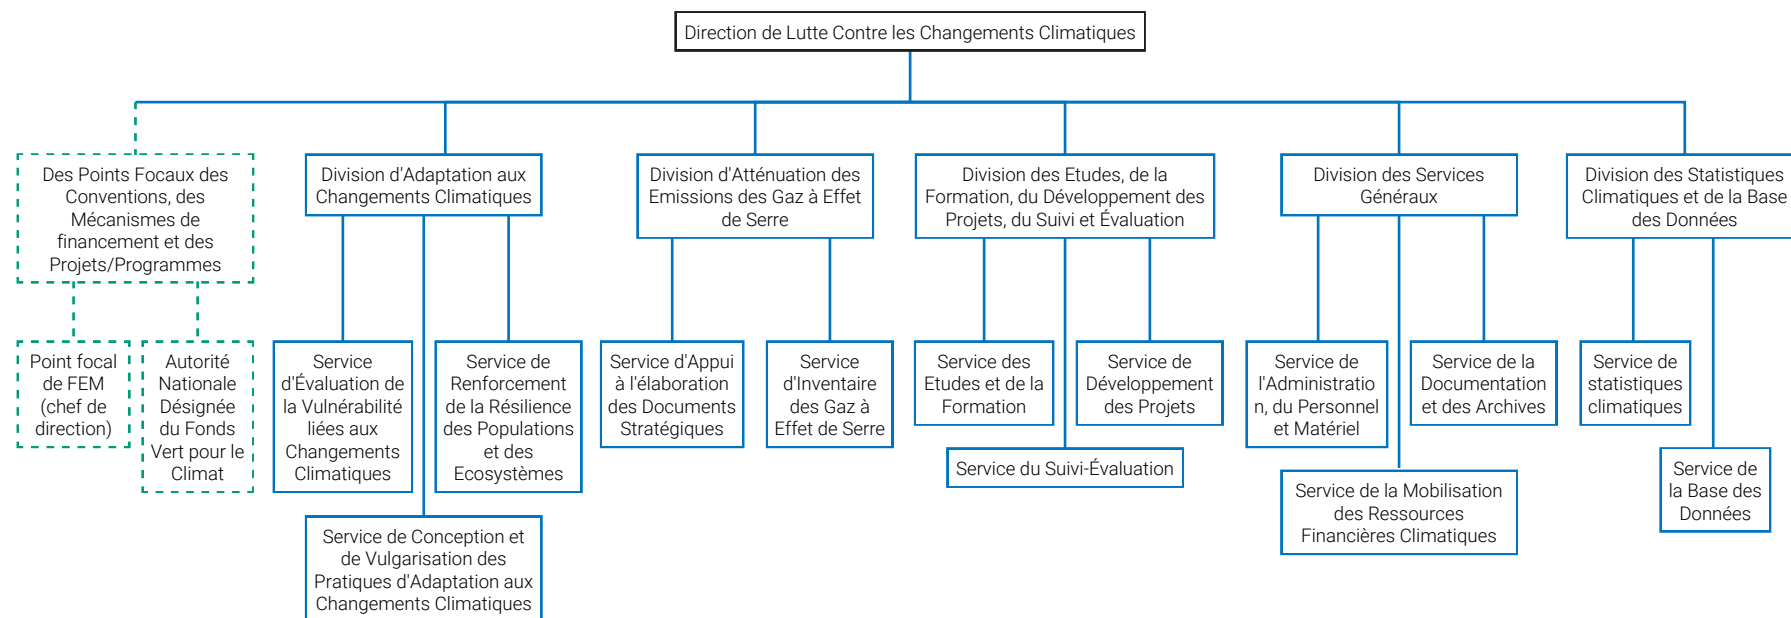 Direction de Lutte Contre les Changements Climatiques
Des Points Focaux des
Conventions, des
Mécanismes de
financement et des
Projets/Programmes
Division d'Adaptation aux
Changements Climatiques
Division d'Atténuation des
Emissions des Gaz à Effet
de Serre
Division des Etudes, de la
Formation, du Développement des
Projets, du Suivi et Évaluation
Division des Services
Généraux
Division des Statistiques
Climatiques et de la Base
des Données
Point focal
de FEM
(chef de
direction)
Autorité
Nationale
Désignée
du Fonds
Vert pour le
Climat
Service
d'Évaluation de
la Vulnérabilité
liées aux
Changements
Climatiques
Service de
Renforcement
de la Résilience
des Populations
et des
Ecosystèmes
Service d'Appui
à l'élaboration
des Documents
Stratégiques
Service
d'Inventaire
des Gaz à
Effet de Serre
Service des
Etudes et de la
Formation
Service de
Développement
des Projets
Service de
l'Administratio
n, du Personnel
et Matériel
Service de la
Documentation
et des Archives
Service de
statistiques
climatiques
Service du Suivi-Évaluation
Service de la Mobilisation
des Ressources
Financières Climatiques
Service de
la Base des
Données
Service de Conception et
de Vulgarisation des
Pratiques d'Adaptation aux
Changements Climatiques